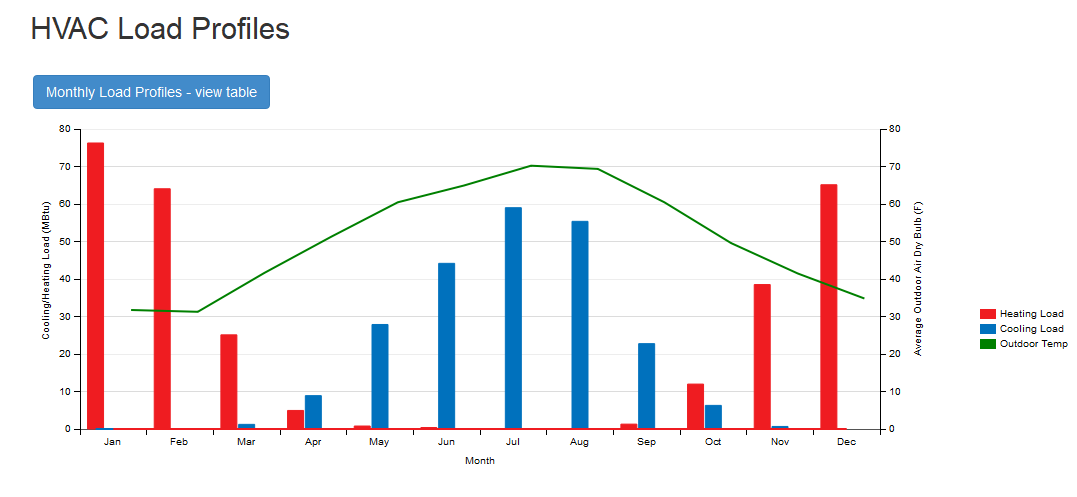 HVAC Load Profiles
Monthly Load Profiles - view table
Cooling/Heating Load (MBtu)
80
70
60
50
40
30
20
10
0
Jan Feb Mar Apr May Jun Jul Aug Sep Oct Nov Dec
Month
80
70
60
50
40
30
20
10
0
Average Outdoor Air Dry Bulb (F)
Heating Load
Cooling Load
Outdoor Temp